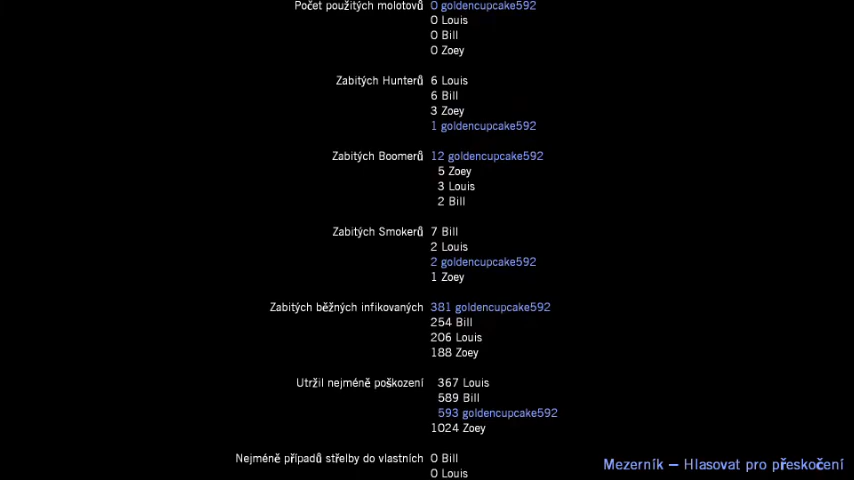 Počet použitých molotovů 0 goldencupcake592
0 Louis
0 Bill
0 Zoey
Zabitých Hunterů 6 Louis
6 Bill
3 Zoey
1 goldencupcake592
Zabitých Boomerů 12 goldencupcake592
5 Zoey
3 Louis
2 Bill
Zabitých Smokerů 7 Bill
2 Louis
2 goldencupcake592
1 Zoey
Zabitých běžných infikovaných 381 goldencupcake592
254 Bill
206 Louis
188 Zoey
Utržil nejméně poškození 367 Louis
589 Bill
593 goldencupcake592
1024 Zoey
Nejméně případů střelby do vlastních 0 Bill
0 Louis
Mezerník – Hlasovat pro přeskočení